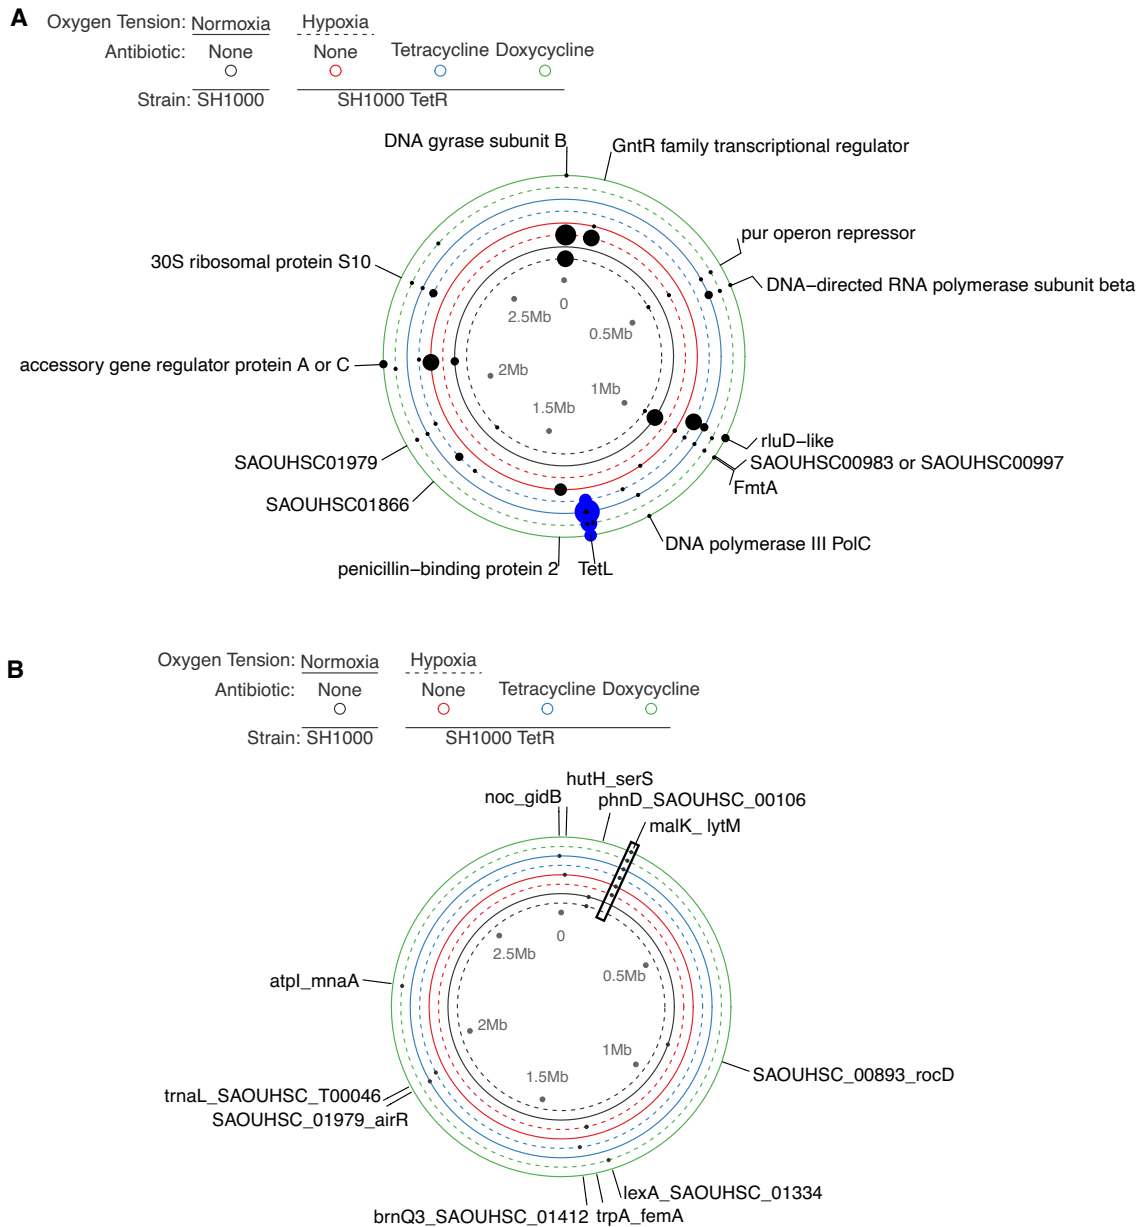 A
Oxygen Tension: Normoxia Hypoxia
Antibiotic: None None Tetracycline Doxycycline
Strain: SH1000 SH1000 TetR
DNA gyrase subunit B
GntR family transcriptional regulator
pur operon repressor
30S ribosomal protein S10
DNA−directed RNA polymerase subunit beta
0
2.5Mb
0.5Mb
accessory gene regulator protein A or C
2Mb
1Mb
1.5Mb
rluD−like
SAOUHSC01979
SAOUHSC00983 or SAOUHSC00997
FmtA
SAOUHSC01866
DNA polymerase III PolC
penicillin−binding protein 2
TetL
B
Oxygen Tension: Normoxia Hypoxia
Antibiotic: None None Tetracycline Doxycycline
Strain: SH1000 SH1000 TetR
hutH_serS
noc_gidB
phnD_SAOUHSC_00106
malK_ lytM
0
2.5Mb
0.5Mb
atpI_mnaA
2Mb
1Mb
1.5Mb
SAOUHSC_00893_rocD
trnaL_SAOUHSC_T00046
SAOUHSC_01979_airR
lexA_SAOUHSC_01334
brnQ3_SAOUHSC_01412
trpA_femA